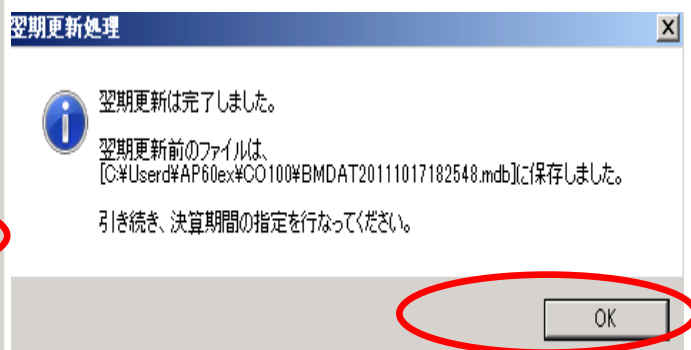 翌期更新処理
翌期更新は完了しました。
翌期更新前のファイルは、
[C:¥Userd¥AP60ex¥CO100¥BMDAT20111017182548.mdb]に保存しました。
引き続き、決算期間の指定を行なってください。
OK